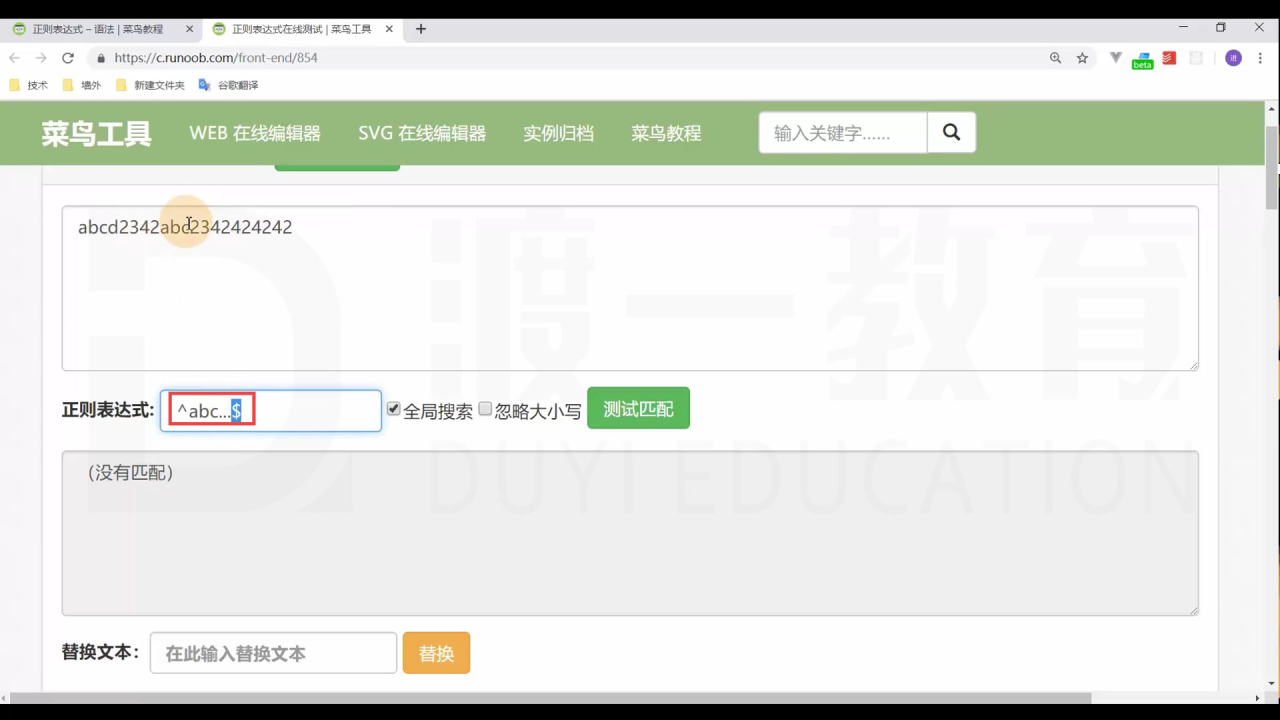 正则表达式 – 语法 | 菜鸟教程
正则表达式在线测试 | 菜鸟工具
https://c.runoob.com/front-end/854
beta
进
技术
墙外
新建文件夹
谷歌翻译
菜鸟工具
WEB 在线编辑器
SVG 在线编辑器
实例归档
菜鸟教程
输入关键字......
abcd2342abc2342424242
渡一教育
正则表达式:
^abc...$
全局搜索
忽略大小写
测试匹配
（没有匹配）
DUYI EDUCATION
替换文本：
在此输入替换文本
替换